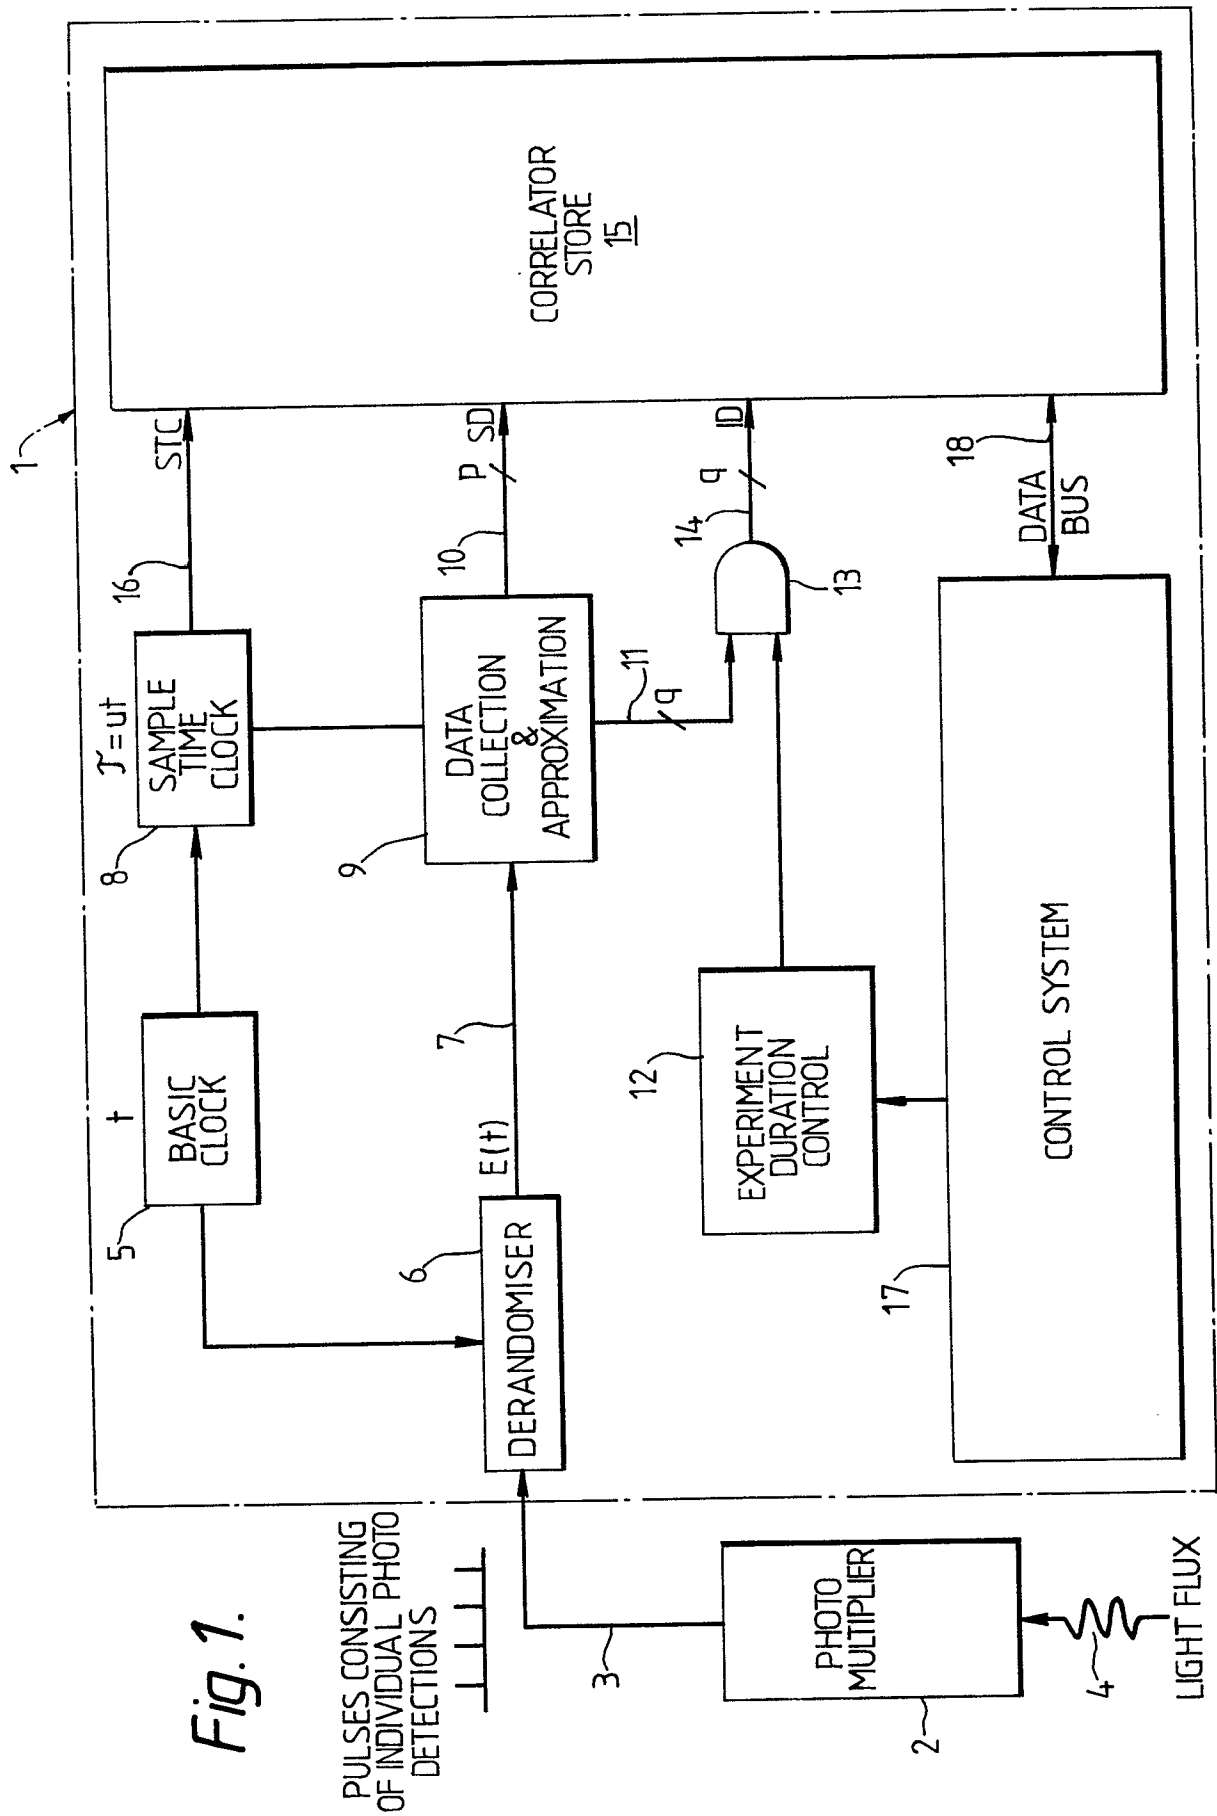 Fig. 1.
1
T=ut
t
BASIC
CLOCK
5
SAMPLE
TIME
CLOCK
8
16
STC
PULSES CONSISTING
OF INDIVIDUAL PHOTO
DETECTIONS
DERANDOMISER
6
E(t)
7
DATA
COLLECTION
&
APPROXIMATION
9
10
P
SD
CORRELATOR
STORE
15
11
q
EXPERIMENT
DURATION
CONTROL
12
13
14
q
ID
3
PHOTO
MULTIPLIER
2
4
LIGHT FLUX
CONTROL SYSTEM
17
DATA
BUS
18